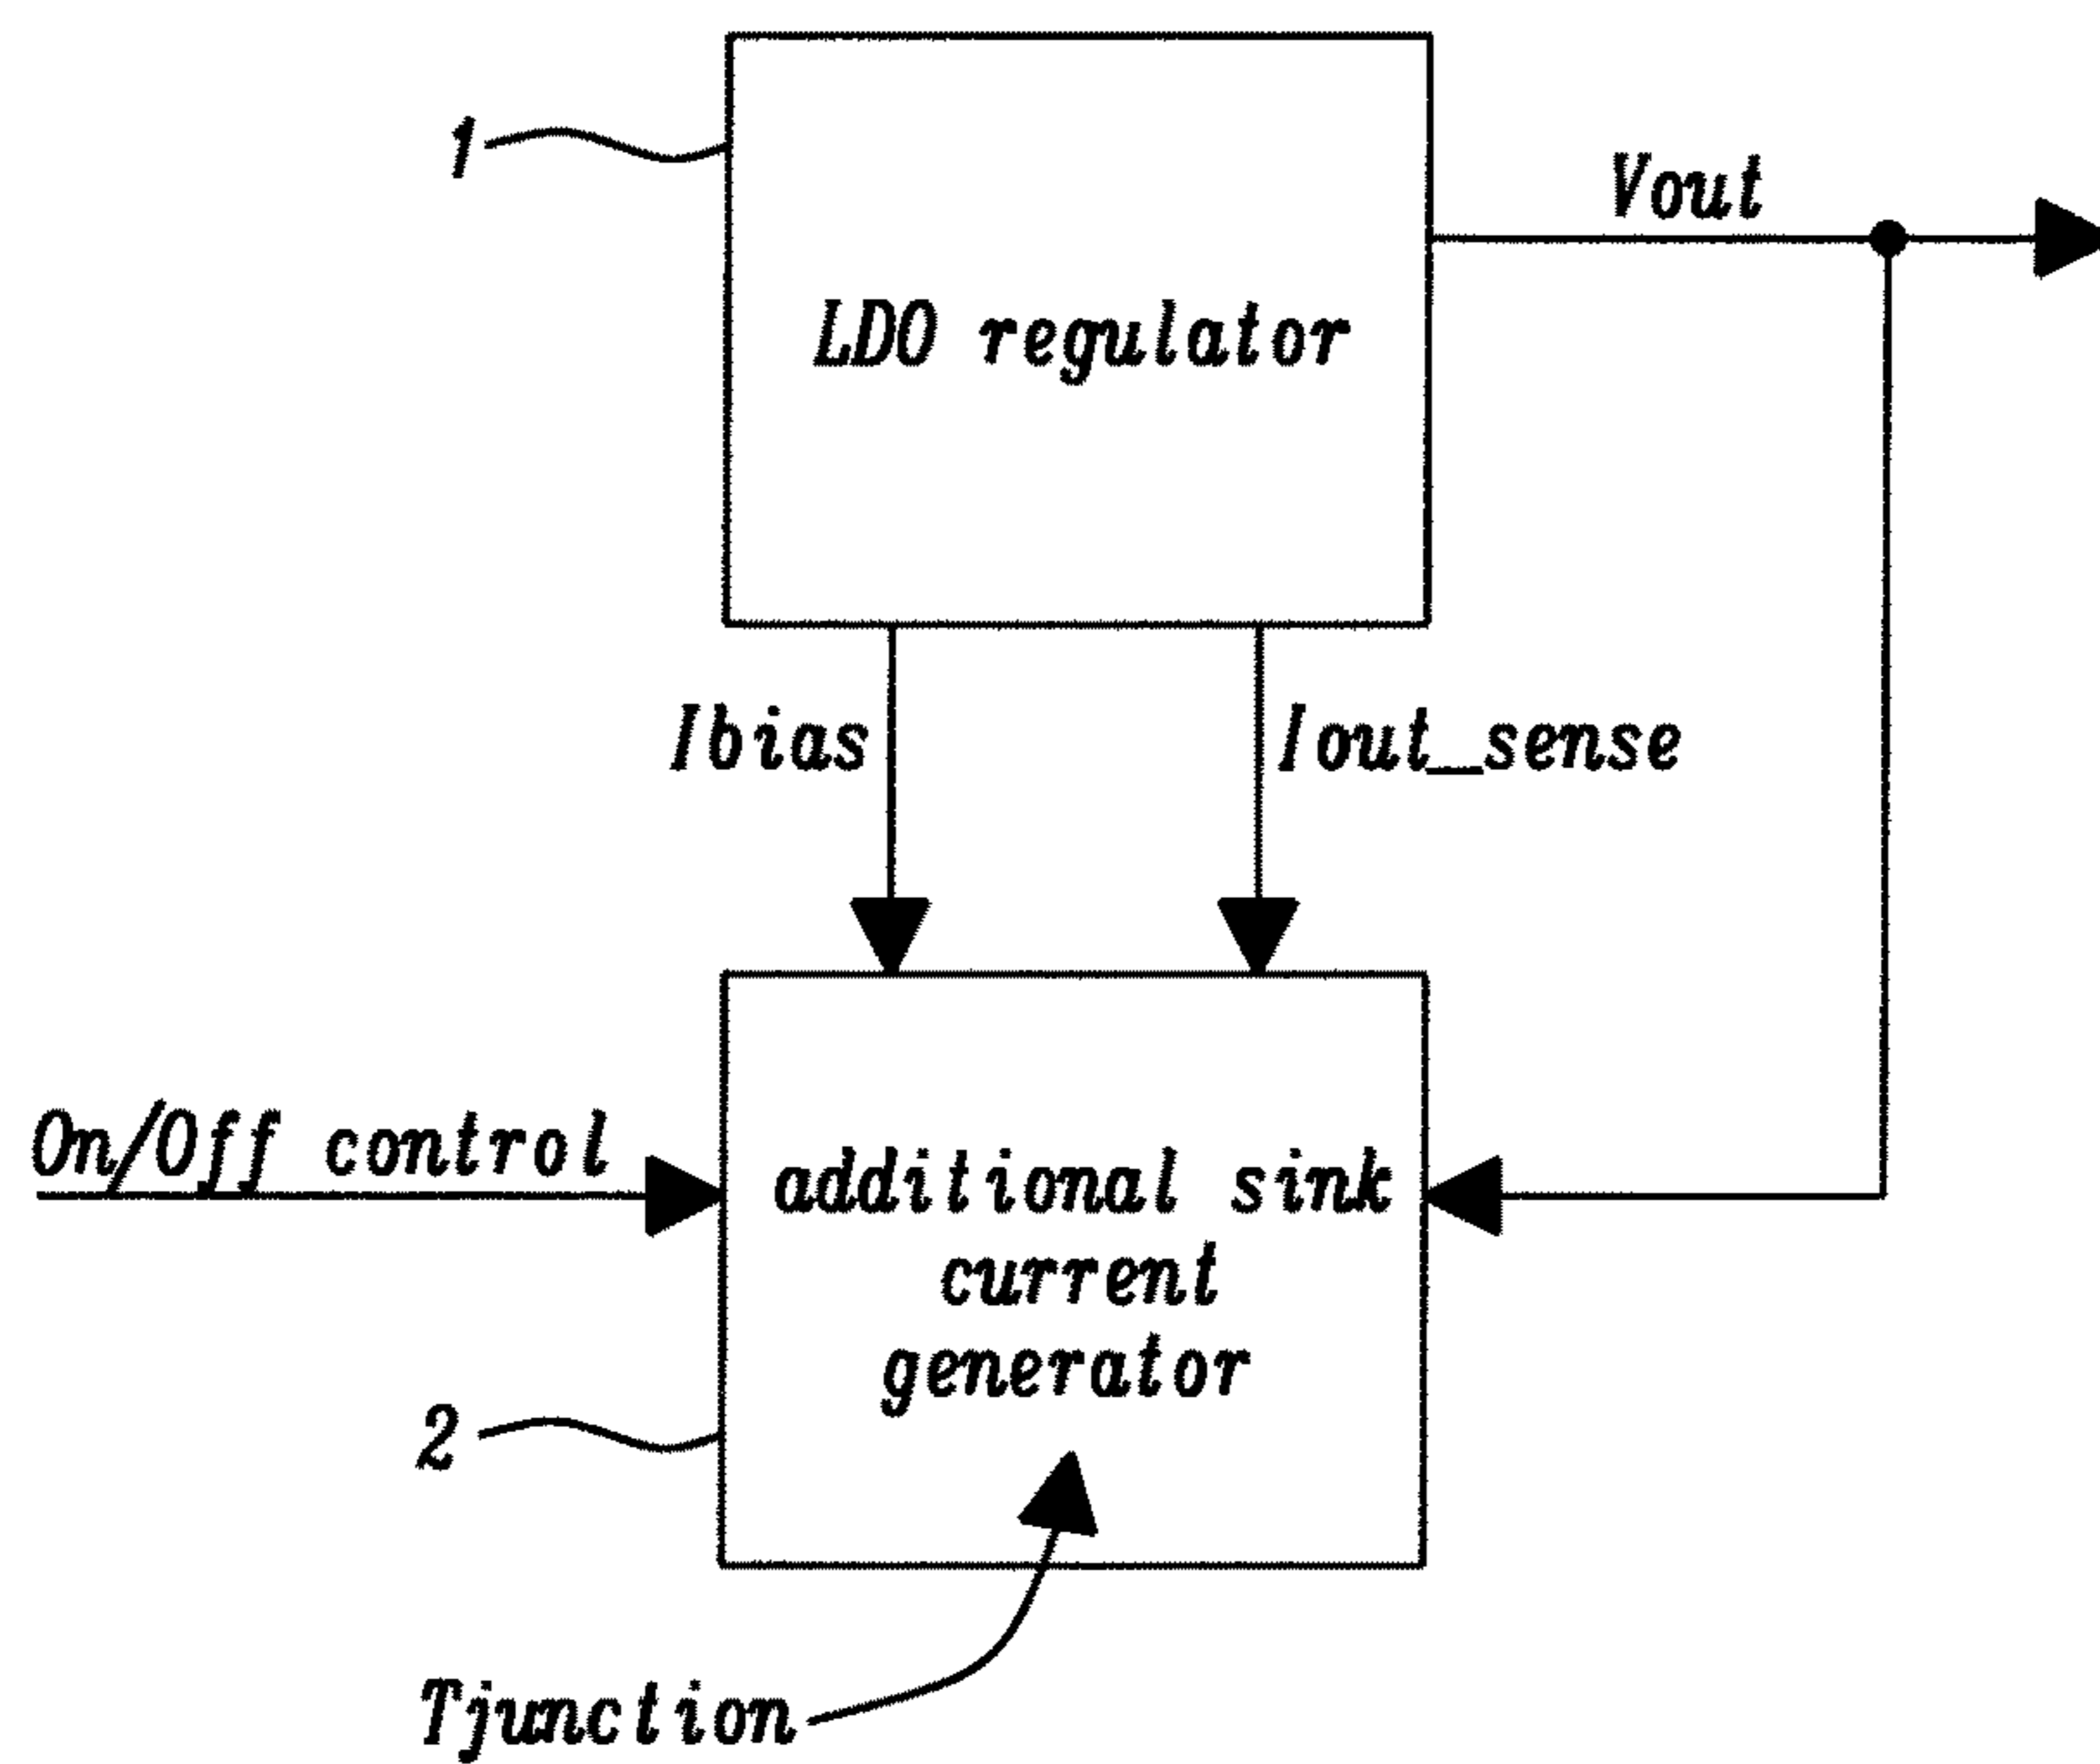 1
Vout
LDO regulator
Ibias
Iout_sense
On/Off control
additional sink
current
generator
2
Tjunction